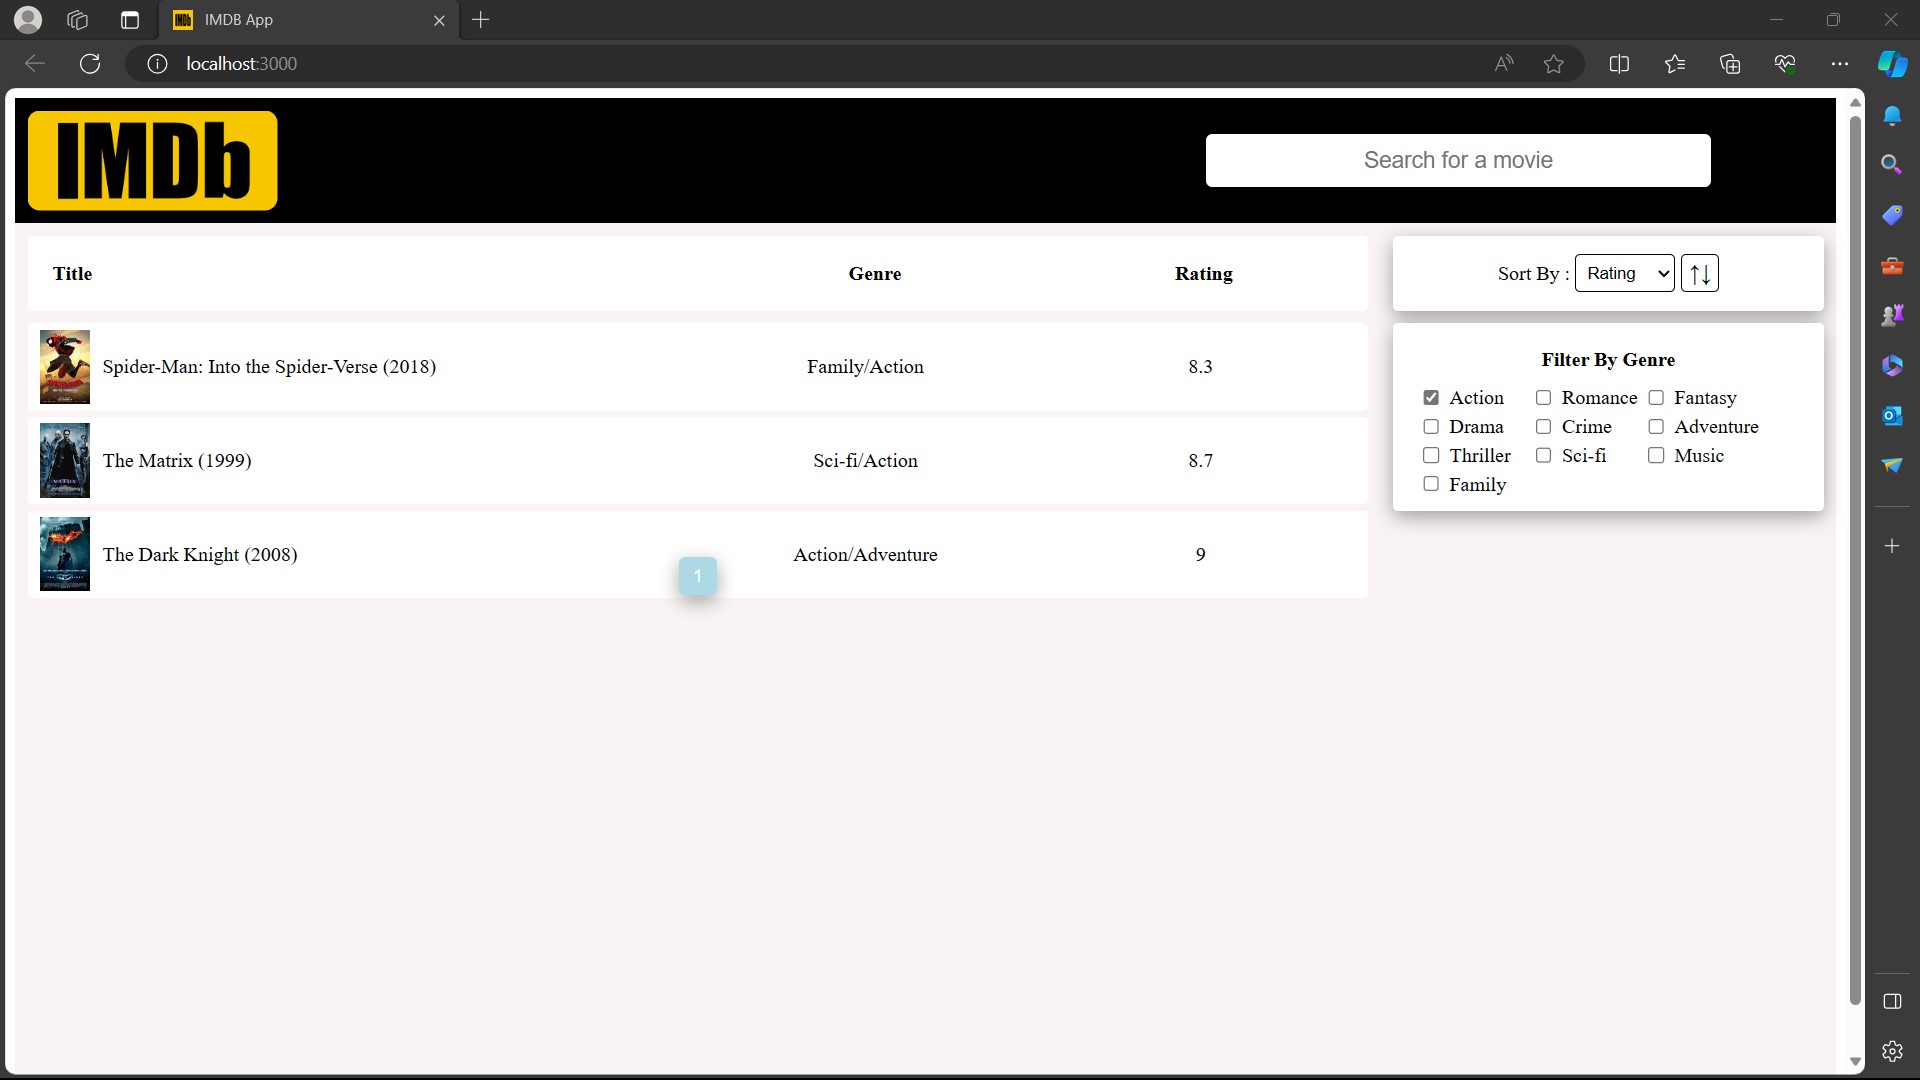 IMDB App
localhost:3000
IMDb
Search for a movie
Title Genre Rating
Sort By : Rating
Spider-Man: Into the Spider-Verse (2018) Family/Action 8.3
The Matrix (1999) Sci-fi/Action 8.7
The Dark Knight (2008) Action/Adventure 9
1
Filter By Genre
Action Romance Fantasy
Drama Crime Adventure
Thriller Sci-fi Music
Family